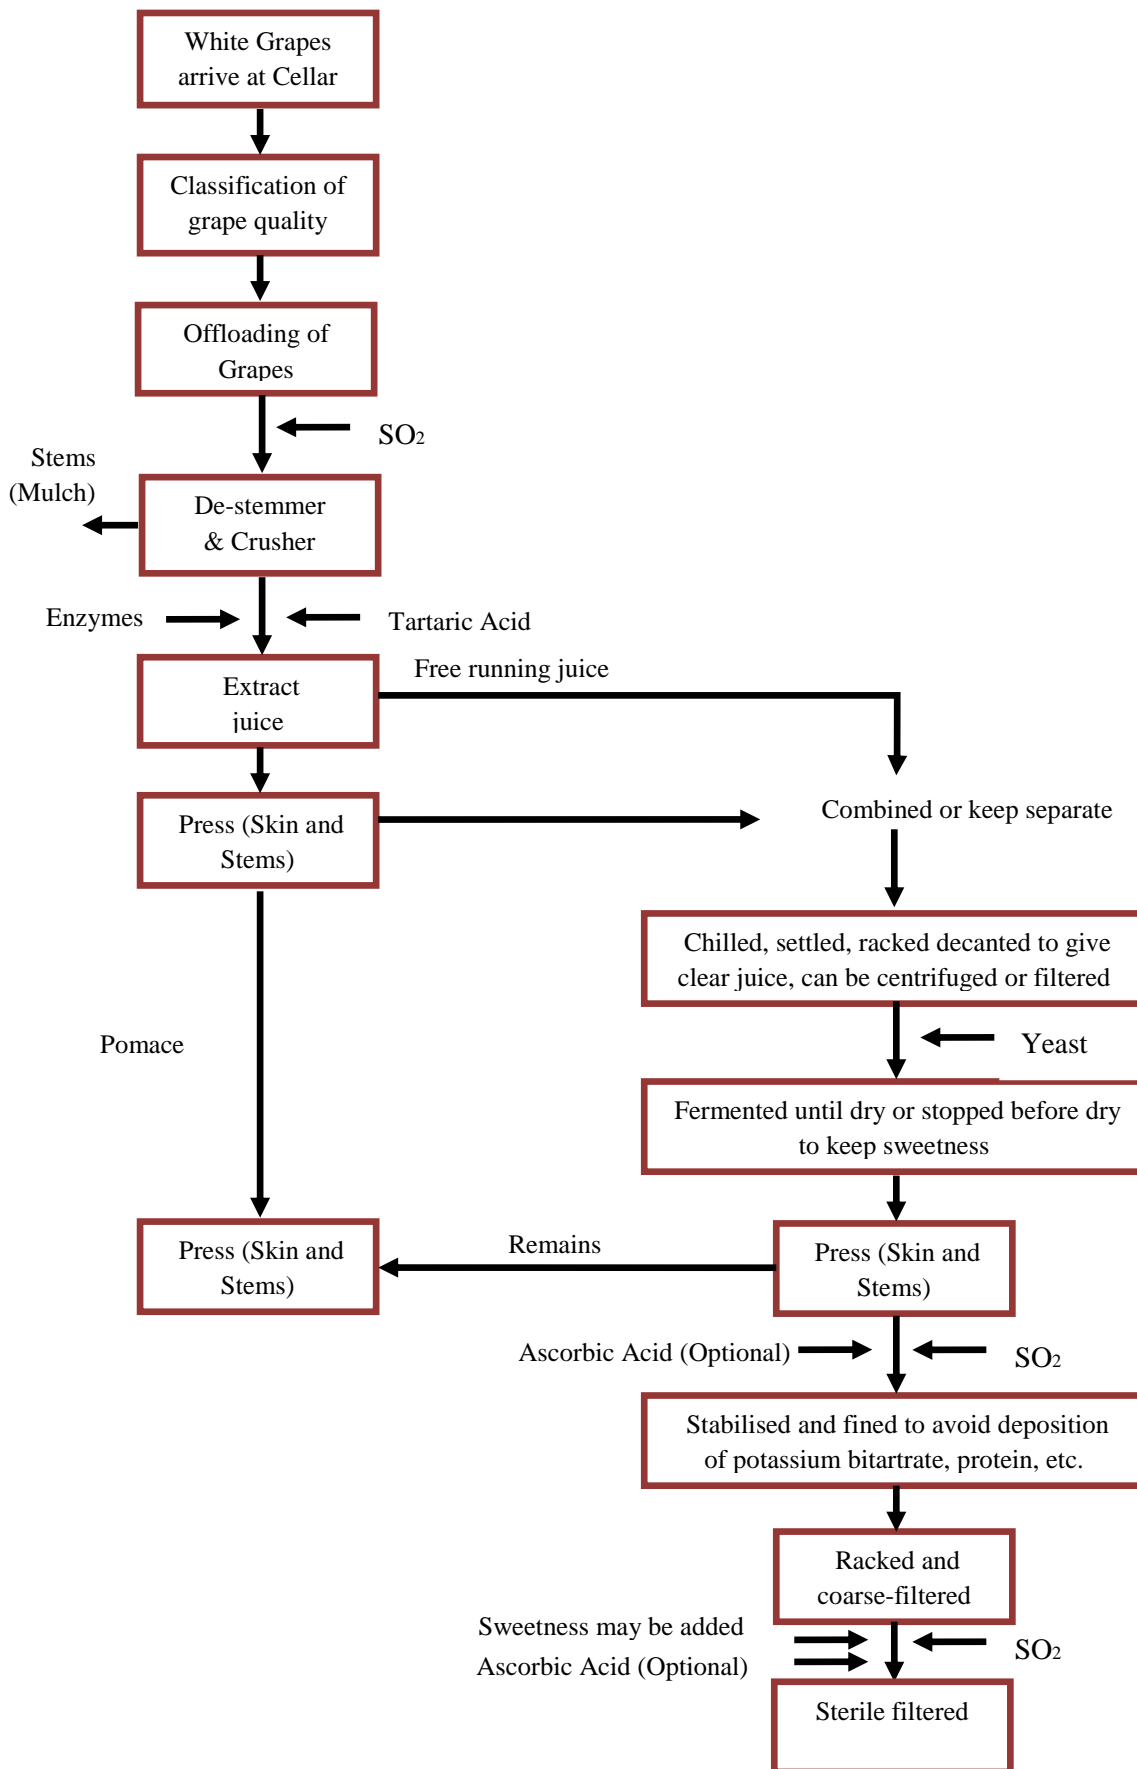 White Grapes
arrive at Cellar
Classification of
grape quality
Offloading of
Grapes
SO₂
Stems
(Mulch)
De-stemmer
& Crusher
Enzymes
Tartaric Acid
Extract
juice
Free running juice
Press (Skin and
Stems)
Combined or keep separate
Chilled, settled, racked decanted to give
clear juice, can be centrifuged or filtered
Pomace
Yeast
Fermented until dry or stopped before dry
to keep sweetness
Press (Skin and
Stems)
Remains
Press (Skin and
Stems)
Ascorbic Acid (Optional)
SO₂
Stabilised and fined to avoid deposition
of potassium bitartrate, protein, etc.
Racked and
coarse-filtered
Sweetness may be added
Ascorbic Acid (Optional)
SO₂
Sterile filtered